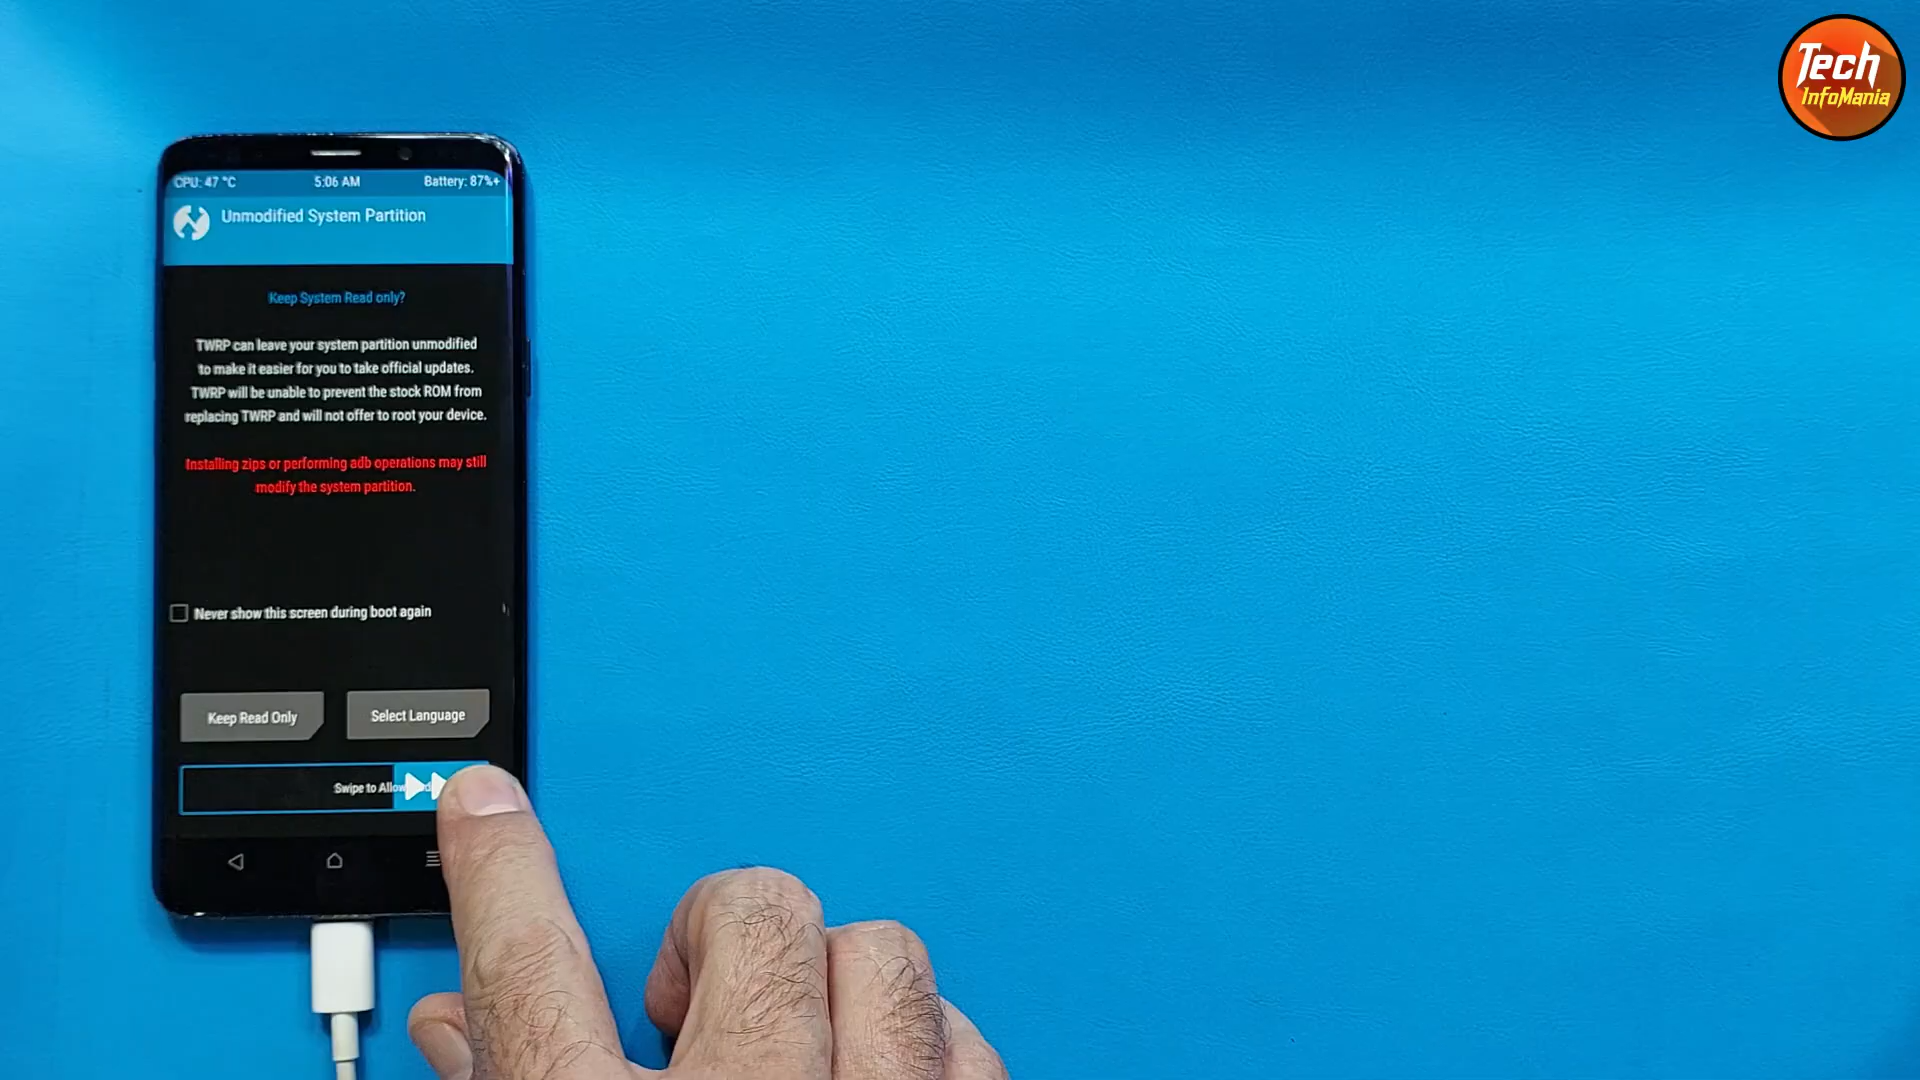 Tech
InfoMania
CPU: 47 °C 5:06 AM Battery: 87%+
Unmodified System Partition
Keep System Read only?
TWRP can leave your system partition unmodified
to make it easier for you to take official updates.
TWRP will be unable to prevent the stock ROM from
replacing TWRP and will not offer to root your device.
Installing zips or performing adb operations may still
modify the system partition.
Never show this screen during boot again
Keep Read Only Select Language
Swipe to Allow